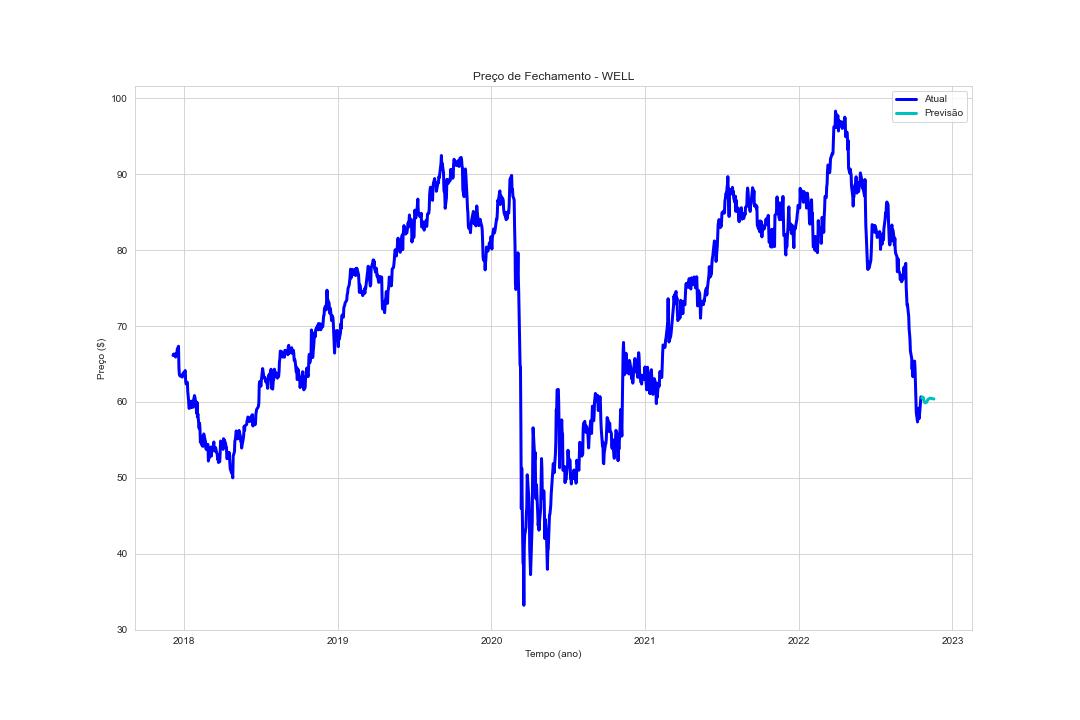 Preço de Fechamento - WELL
Atual
Previsão
Preço ($)
100
90
80
70
60
50
40
30
2018 2019 2020 2021 2022 2023
Tempo (ano)